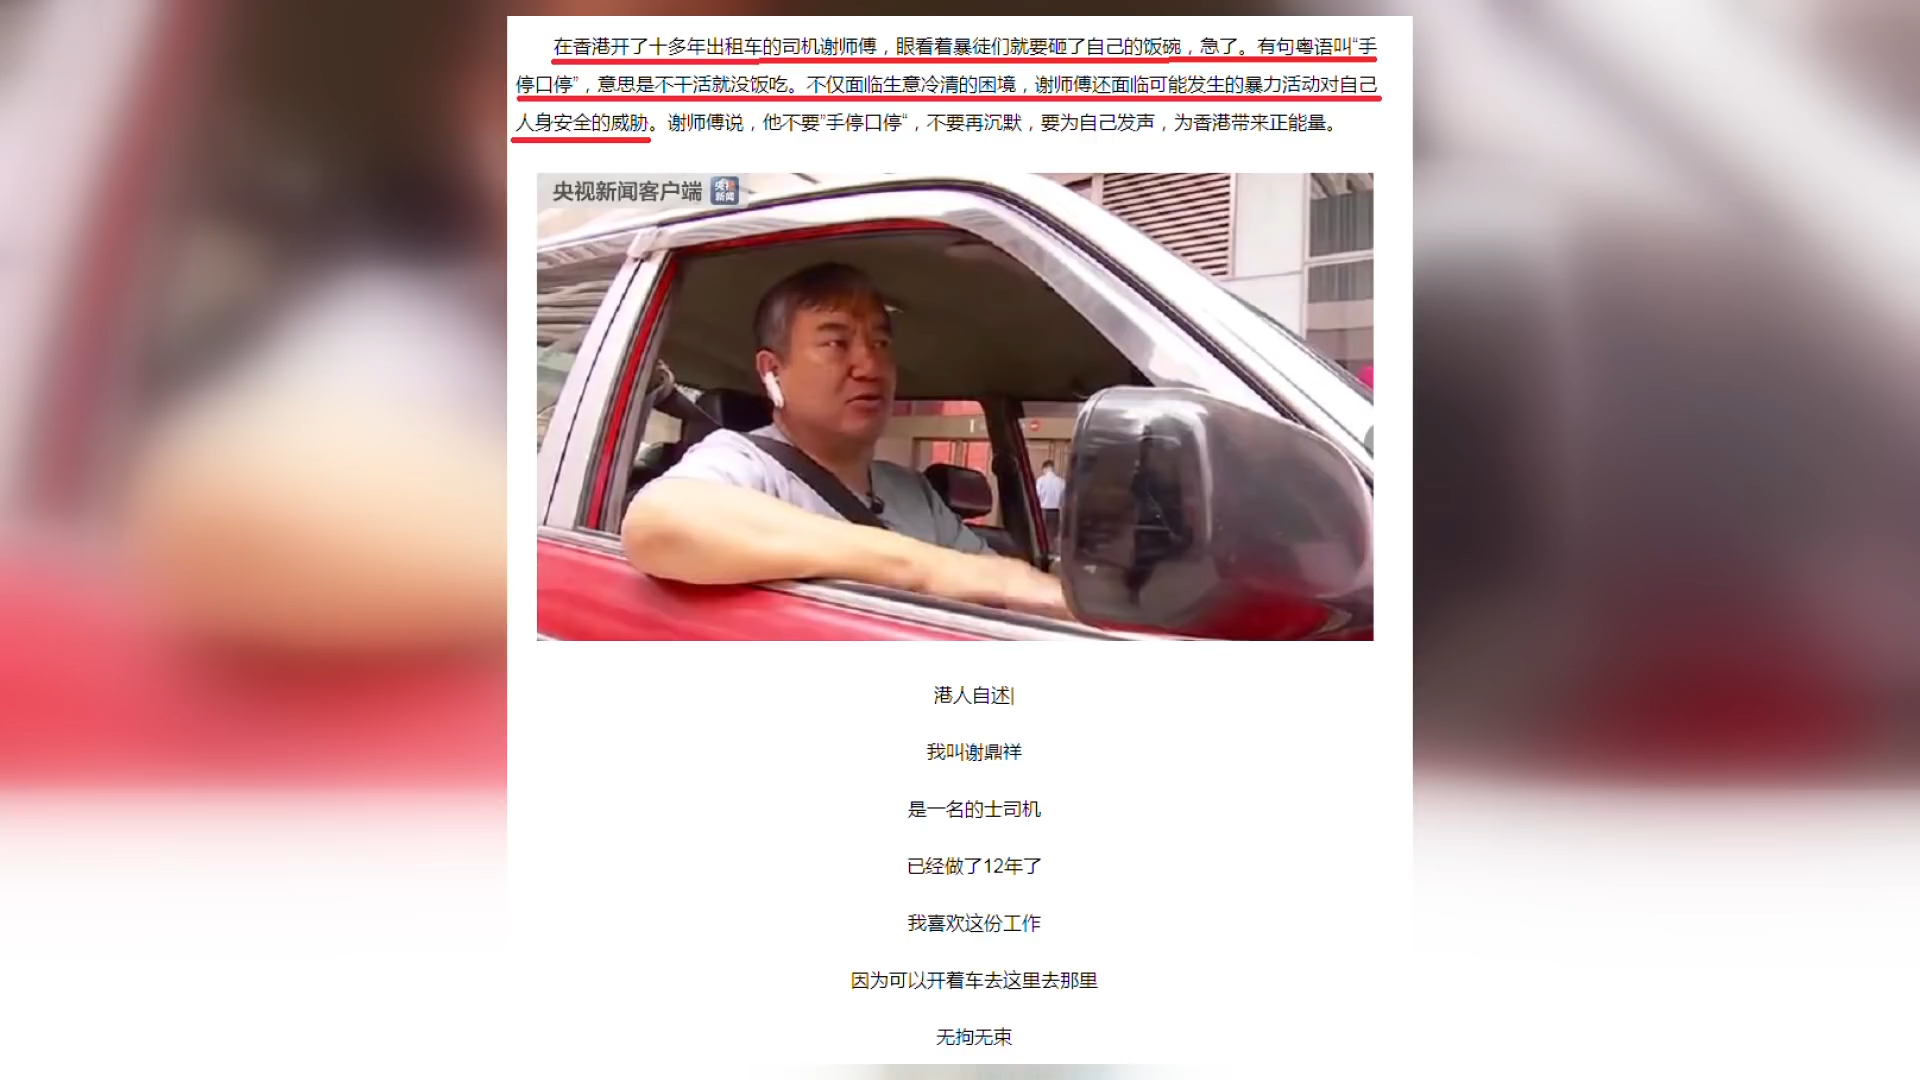 在香港开了十多年出租车的司机谢师傅，眼看着暴徒们就要砸了自己的饭碗，急了。有句粤语叫“手
停口停”，意思是不干活就没饭吃。不仅面临生意冷清的困境，谢师傅还面临可能发生的暴力活动对自己
人身安全的威胁。谢师傅说，他不要”手停口停“，不要再沉默，要为自己发声，为香港带来正能量。
央视新闻客户端 央视新闻
港人自述|
我叫谢鼎祥
是一名的士司机
已经做了12年了
我喜欢这份工作
因为可以开着车去这里去那里
无拘无束